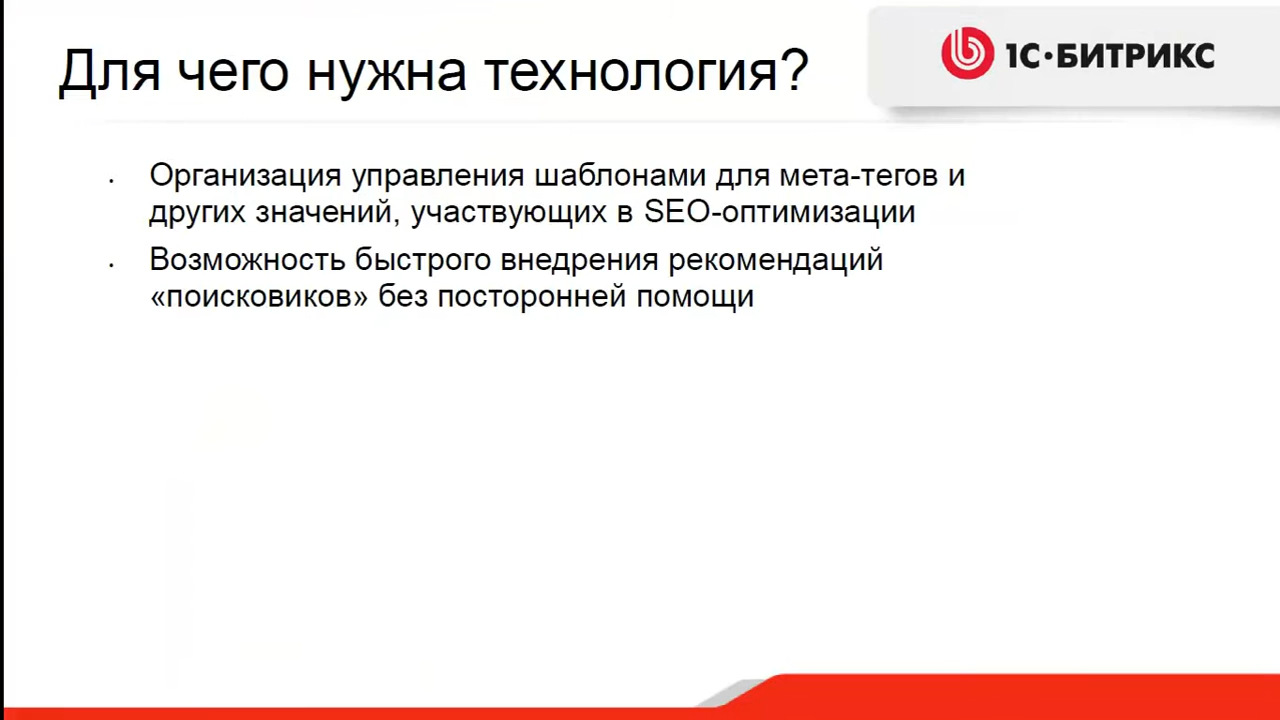 Для чего нужна технология?
1С·БИТРИКС
· Организация управления шаблонами для мета-тегов и
других значений, участвующих в SEO-оптимизации
· Возможность быстрого внедрения рекомендаций
«поисковиков» без посторонней помощи